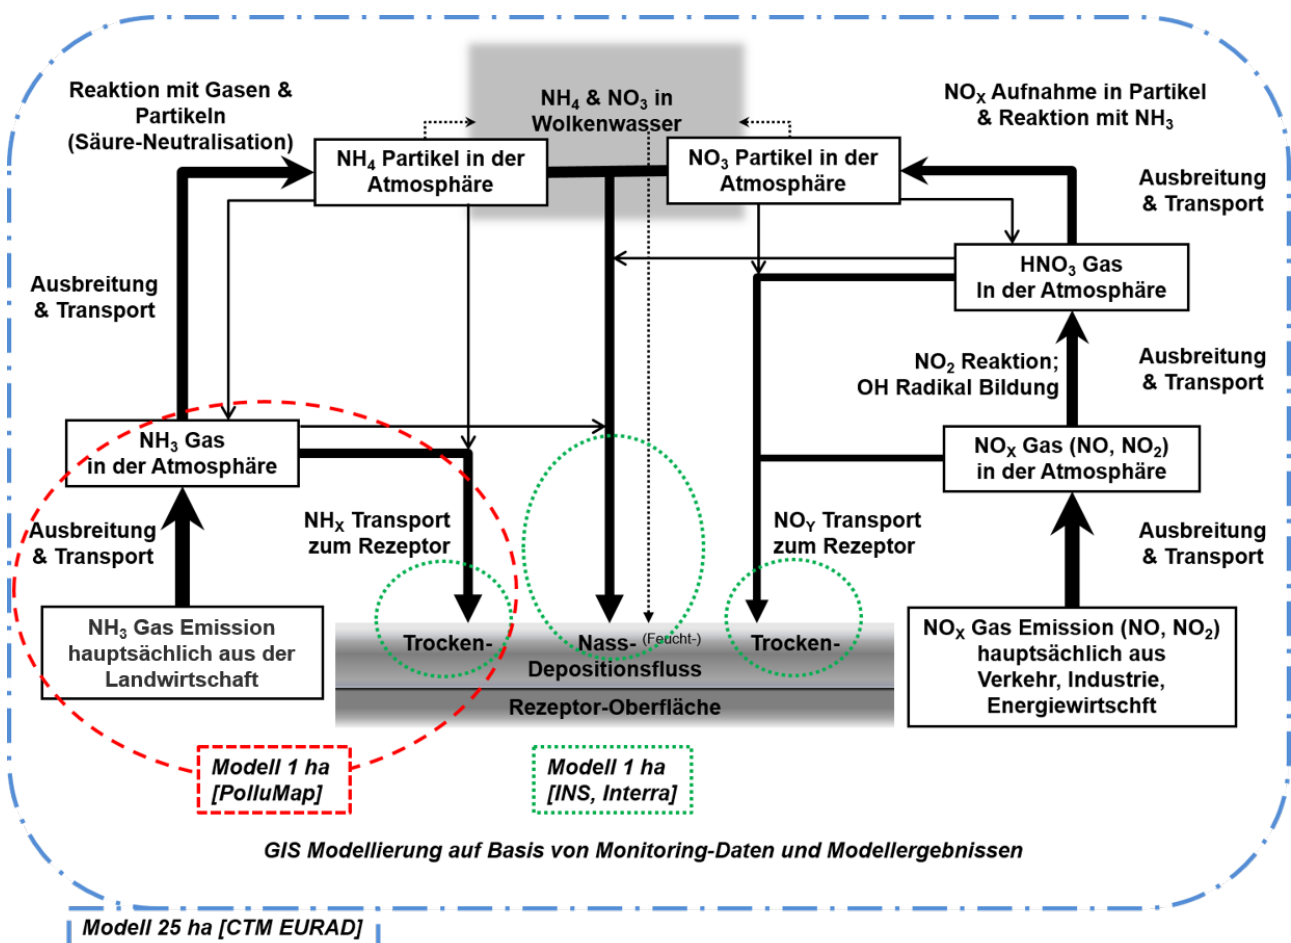 Reaktion mit Gasen &
Partikeln
(Säure-Neutralisation)
NH₄ & NO₃ in
Wolkenwasser
NOₓ Aufnahme in Partikel
& Reaktion mit NH₃
NH₄ Partikel in der
Atmosphäre
NO₃ Partikel in der
Atmosphäre
Ausbreitung
& Transport
HNO₃ Gas
In der Atmosphäre
Ausbreitung
& Transport
NO₂ Reaktion;
OH Radikal Bildung
Ausbreitung
& Transport
NH₃ Gas
in der Atmosphäre
NOₓ Gas (NO, NO₂)
in der Atmosphäre
Ausbreitung
& Transport
NHₓ Transport
zum Rezeptor
NOY Transport
zum Rezeptor
Ausbreitung
& Transport
NH₃ Gas Emission
hauptsächlich aus der
Landwirtschaft
Trocken-
Nass- (Feucht-)
Trocken-
Depositionsfluss
Rezeptor-Oberfläche
NOₓ Gas Emission (NO, NO₂)
hauptsächlich aus
Verkehr, Industrie,
Energiewirtschft
Modell 1 ha
[PolluMap]
Modell 1 ha
[INS, Interra]
GIS Modellierung auf Basis von Monitoring-Daten und Modellergebnissen
Modell 25 ha [CTM EURAD]